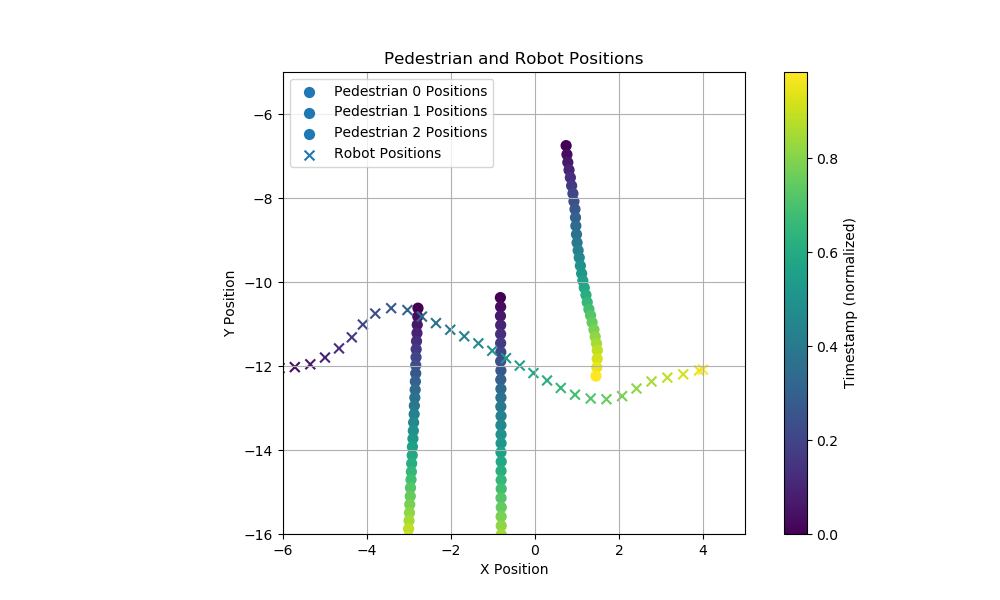 Pedestrian and Robot Positions
Pedestrian 0 Positions
Pedestrian 1 Positions
Pedestrian 2 Positions
Robot Positions
−6
−8
−10
−12
−14
−16
Y Position
−6 −4 −2 0 2 4
X Position
0.8
0.6
0.4
0.2
0.0
Timestamp (normalized)